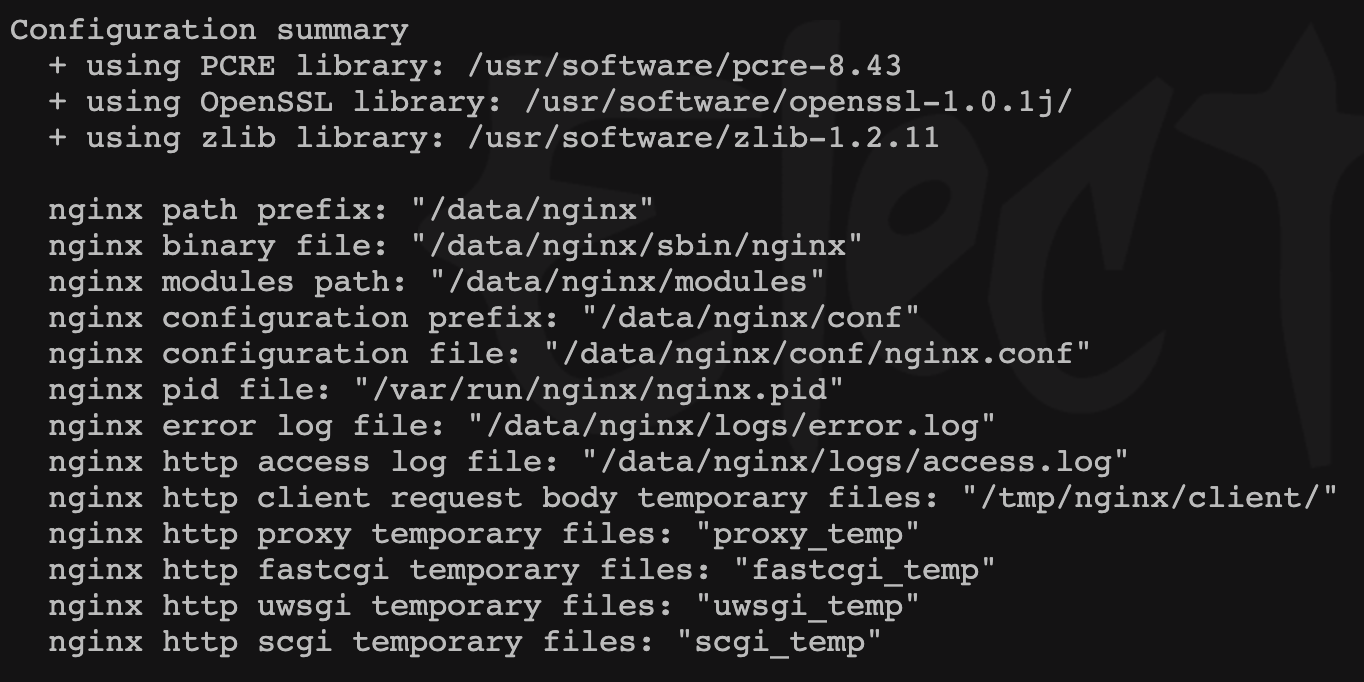 Configuration summary
+ using PCRE library: /usr/software/pcre-8.43
+ using OpenSSL library: /usr/software/openssl-1.0.1j/
+ using zlib library: /usr/software/zlib-1.2.11
nginx path prefix: "/data/nginx"
nginx binary file: "/data/nginx/sbin/nginx"
nginx modules path: "/data/nginx/modules"
nginx configuration prefix: "/data/nginx/conf"
nginx configuration file: "/data/nginx/conf/nginx.conf"
nginx pid file: "/var/run/nginx/nginx.pid"
nginx error log file: "/data/nginx/logs/error.log"
nginx http access log file: "/data/nginx/logs/access.log"
nginx http client request body temporary files: "/tmp/nginx/client/"
nginx http proxy temporary files: "proxy_temp"
nginx http fastcgi temporary files: "fastcgi_temp"
nginx http uwsgi temporary files: "uwsgi_temp"
nginx http scgi temporary files: "scgi_temp"
Elect